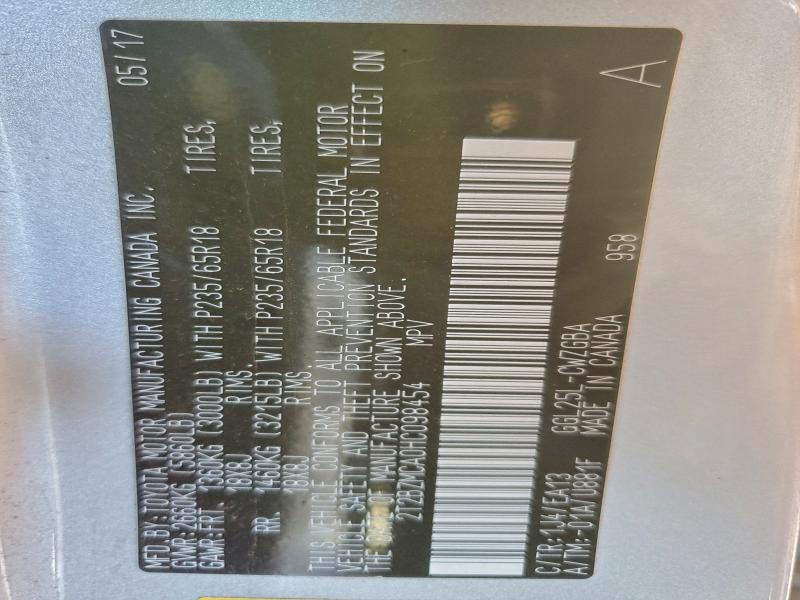 MFD.BY:TOYOTA MOTOR MANUFACTURING CANADA INC. 05/17
GVWR:2660KG (5860LB)
GAWR:FRT. 1360KG (3000LB) WITH P235/65R18 TIRES,
18X8J RIMS.
RR. 1460KG (3215LB) WITH P235/65R18 TIRES,
18X8J RIMS.
THIS VEHICLE CONFORMS TO ALL APPLICABLE FEDERAL MOTOR
VEHICLE SAFETY AND THEFT PREVENTION STANDARDS IN EFFECT ON
THE DATE OF MANUFACTURE SHOWN ABOVE.
2T2BZMCA0HC098454 MPV
C/TR:1J4/EA13 GGL25L-CWZGBA A
A/TM:-01A/U881F MADE IN CANADA 958